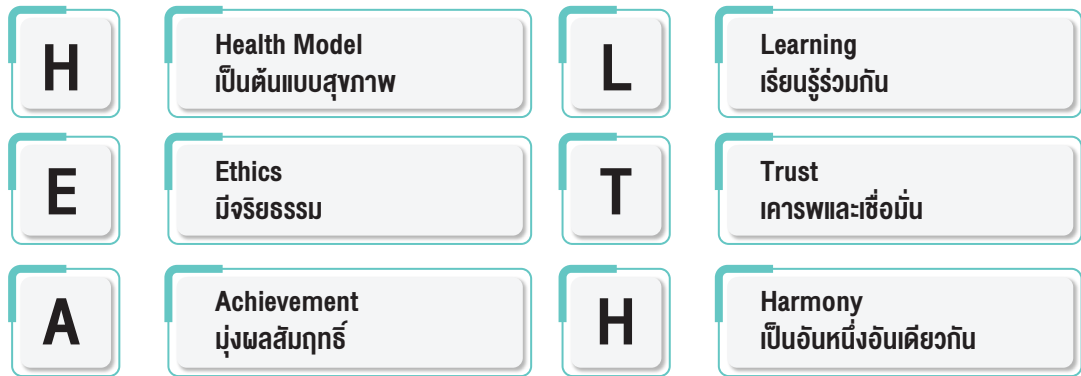 H
Health Model
เป็นต้นแบบสุขภาพ
E
Ethics
มีจริยธรรม
A
Achievement
มุ่งผลสัมฤทธิ์
L
Learning
เรียนรู้ร่วมกัน
T
Trust
เคารพและเชื่อมั่น
H
Harmony
เป็นอันหนึ่งอันเดียวกัน